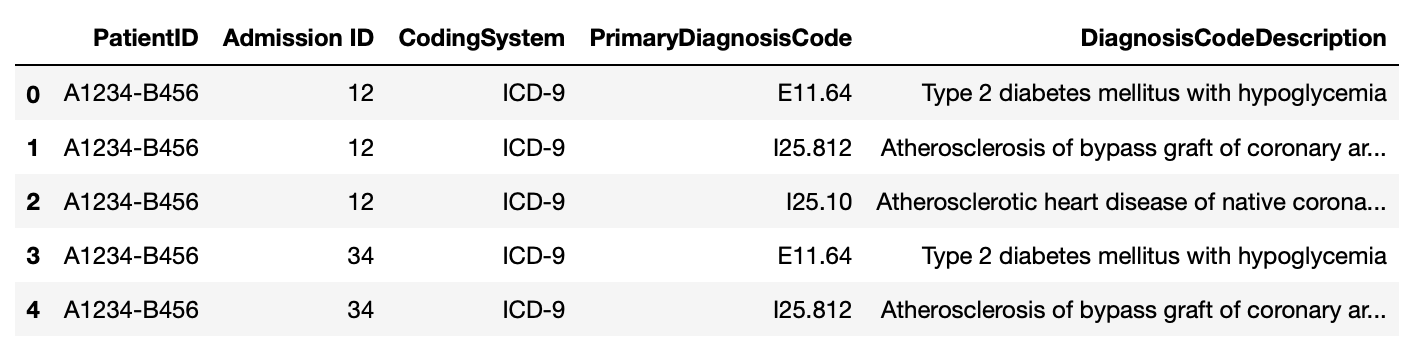 PatientID Admission ID CodingSystem PrimaryDiagnosisCode DiagnosisCodeDescription
0 A1234-B456 12 ICD-9 E11.64 Type 2 diabetes mellitus with hypoglycemia
1 A1234-B456 12 ICD-9 I25.812 Atherosclerosis of bypass graft of coronary ar...
2 A1234-B456 12 ICD-9 I25.10 Atherosclerotic heart disease of native corona...
3 A1234-B456 34 ICD-9 E11.64 Type 2 diabetes mellitus with hypoglycemia
4 A1234-B456 34 ICD-9 I25.812 Atherosclerosis of bypass graft of coronary ar...